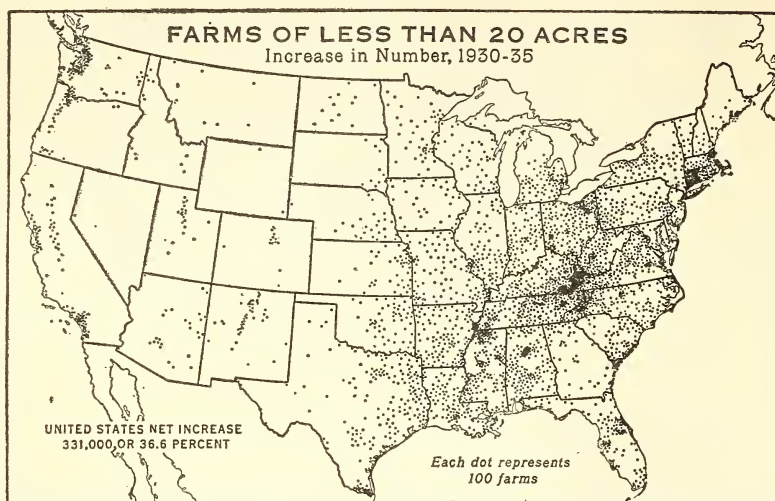 FARMS OF LESS THAN 20 ACRES
Increase in Number, 1930-35
UNITED STATES NET INCREASE
331,000, OR 36.6 PERCENT
Each dot represents
100 farms